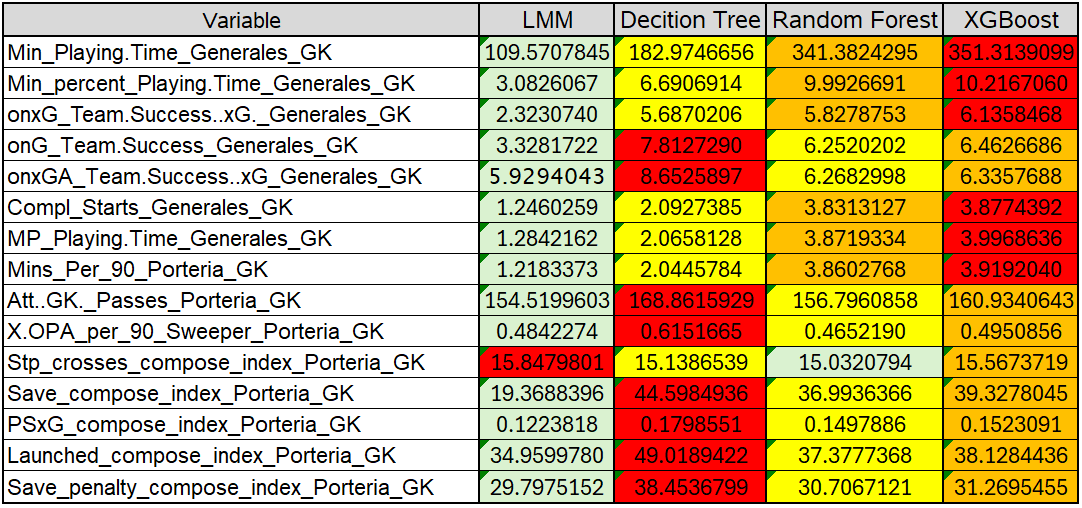 Variable LMM Decition Tree Random Forest XGBoost
Min_Playing.Time_Generales_GK 109.5707845 182.9746656 341.3824295 351.3139099
Min_percent_Playing.Time_Generales_GK 3.0826067 6.6906914 9.9926691 10.2167060
onxG_Team.Success..xG._Generales_GK 2.3230740 5.6870206 5.8278753 6.1358468
onG_Team.Success_Generales_GK 3.3281722 7.8127290 6.2520202 6.4626686
onxGA_Team.Success..xG_Generales_GK 5.9294043 8.6525897 6.2682998 6.3357688
Compl_Starts_Generales_GK 1.2460259 2.0927385 3.8313127 3.8774392
MP_Playing.Time_Generales_GK 1.2842162 2.0658128 3.8719334 3.9968636
Mins_Per_90_Porteria_GK 1.2183373 2.0445784 3.8602768 3.9192040
Att..GK._Passes_Porteria_GK 154.5199603 168.8615929 156.7960858 160.9340643
X.OPA_per_90_Sweeper_Porteria_GK 0.4842274 0.6151665 0.4652190 0.4950856
Stp_crosses_compose_index_Porteria_GK 15.8479801 15.1386539 15.0320794 15.5673719
Save_compose_index_Porteria_GK 19.3688396 44.5984936 36.9936366 39.3278045
PSxG_compose_index_Porteria_GK 0.1223818 0.1798551 0.1497886 0.1523091
Launched_compose_index_Porteria_GK 34.9599780 49.0189422 37.3777368 38.1284436
Save_penalty_compose_index_Porteria_GK 29.7975152 38.4536799 30.7067121 31.2695455